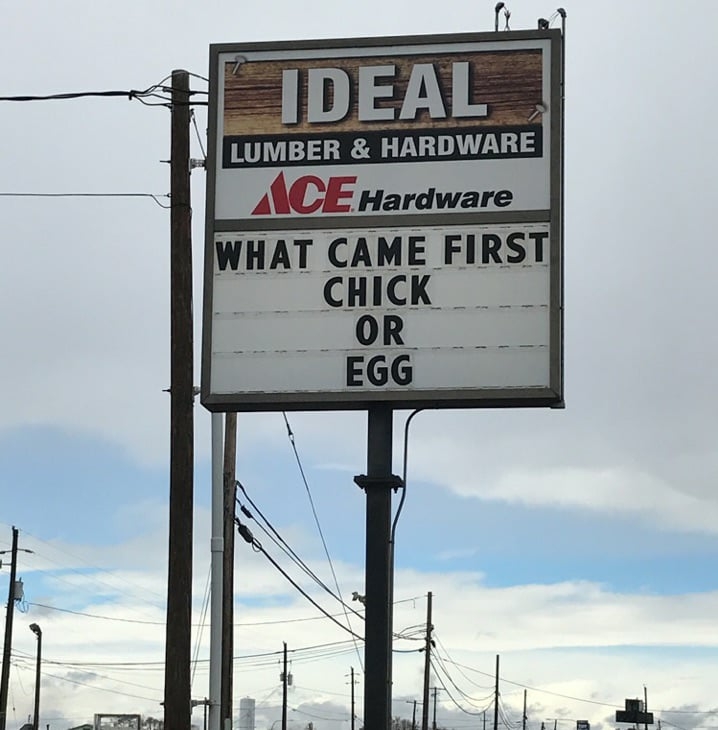 IDEAL
LUMBER & HARDWARE
ACE Hardware
WHAT CAME FIRST
CHICK
OR
EGG